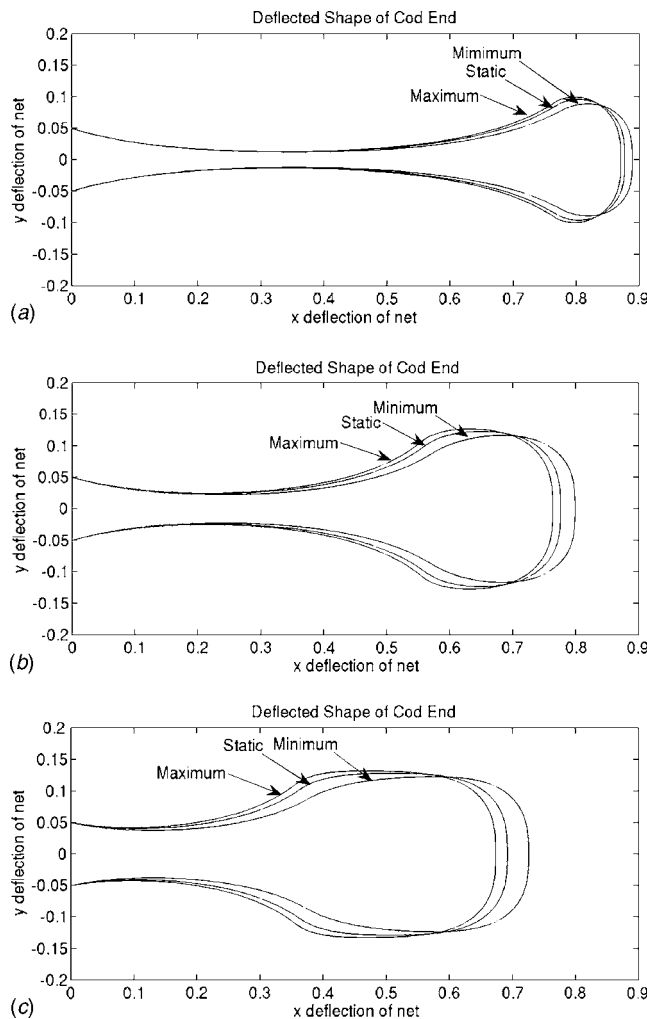 Deflected Shape of Cod End
0.2
0.15
0.1
0.05
0
-0.05
-0.1
-0.15
-0.2
y deflection of net
Mimimum
Static
Maximum
0 0.1 0.2 0.3 0.4 0.5 0.6 0.7 0.8 0.9
x deflection of net
(a)
Deflected Shape of Cod End
0.2
0.15
0.1
0.05
0
-0.05
-0.1
-0.15
-0.2
y deflection of net
Minimum
Static
Maximum
0 0.1 0.2 0.3 0.4 0.5 0.6 0.7 0.8 0.9
x deflection of net
(b)
Deflected Shape of Cod End
0.2
0.15
0.1
0.05
0
-0.05
-0.1
-0.15
-0.2
y deflection of net
Static Minimum
Maximum
0 0.1 0.2 0.3 0.4 0.5 0.6 0.7 0.8 0.9
x deflection of net
(c)